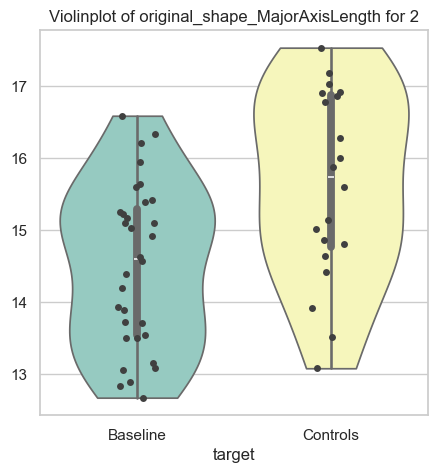 Violinplot of original_shape_MajorAxisLength for 2
17
16
15
14
13
Baseline
Controls
target